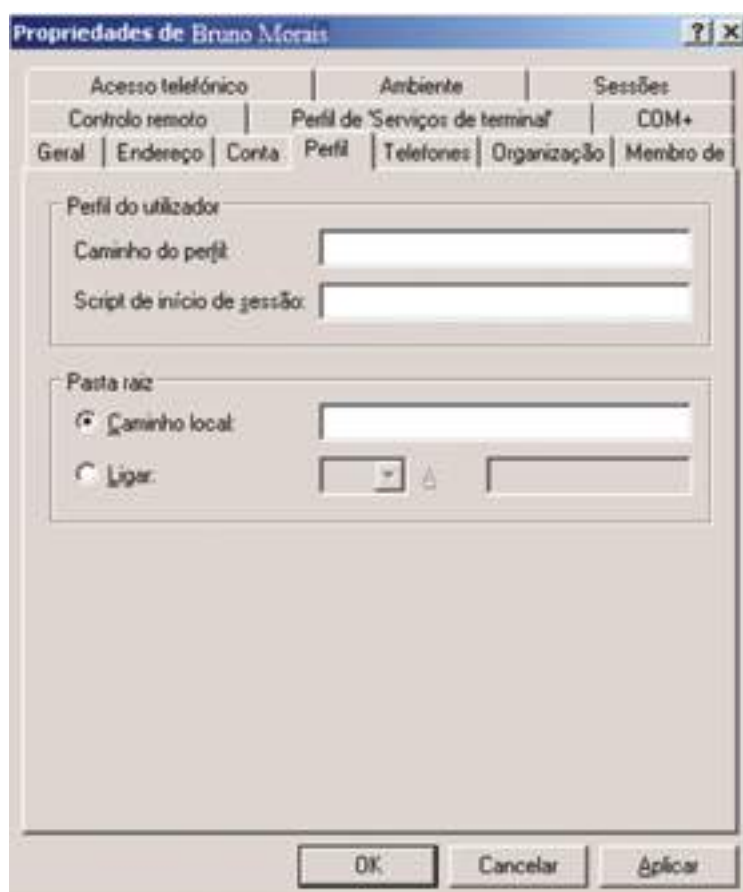 Propriedades de Bruno Morais
Acesso telefónico Ambiente Sessões
Controlo remoto Perfil de 'Serviços de terminal' COM+
Geral Endereço Conta Perfil Telefones Organização Membro de
Perfil do utilizador
Caminho do perfil:
Script de início de sessão:
Pasta raiz
Caminho local:
Ligar: A
OK Cancelar Aplicar